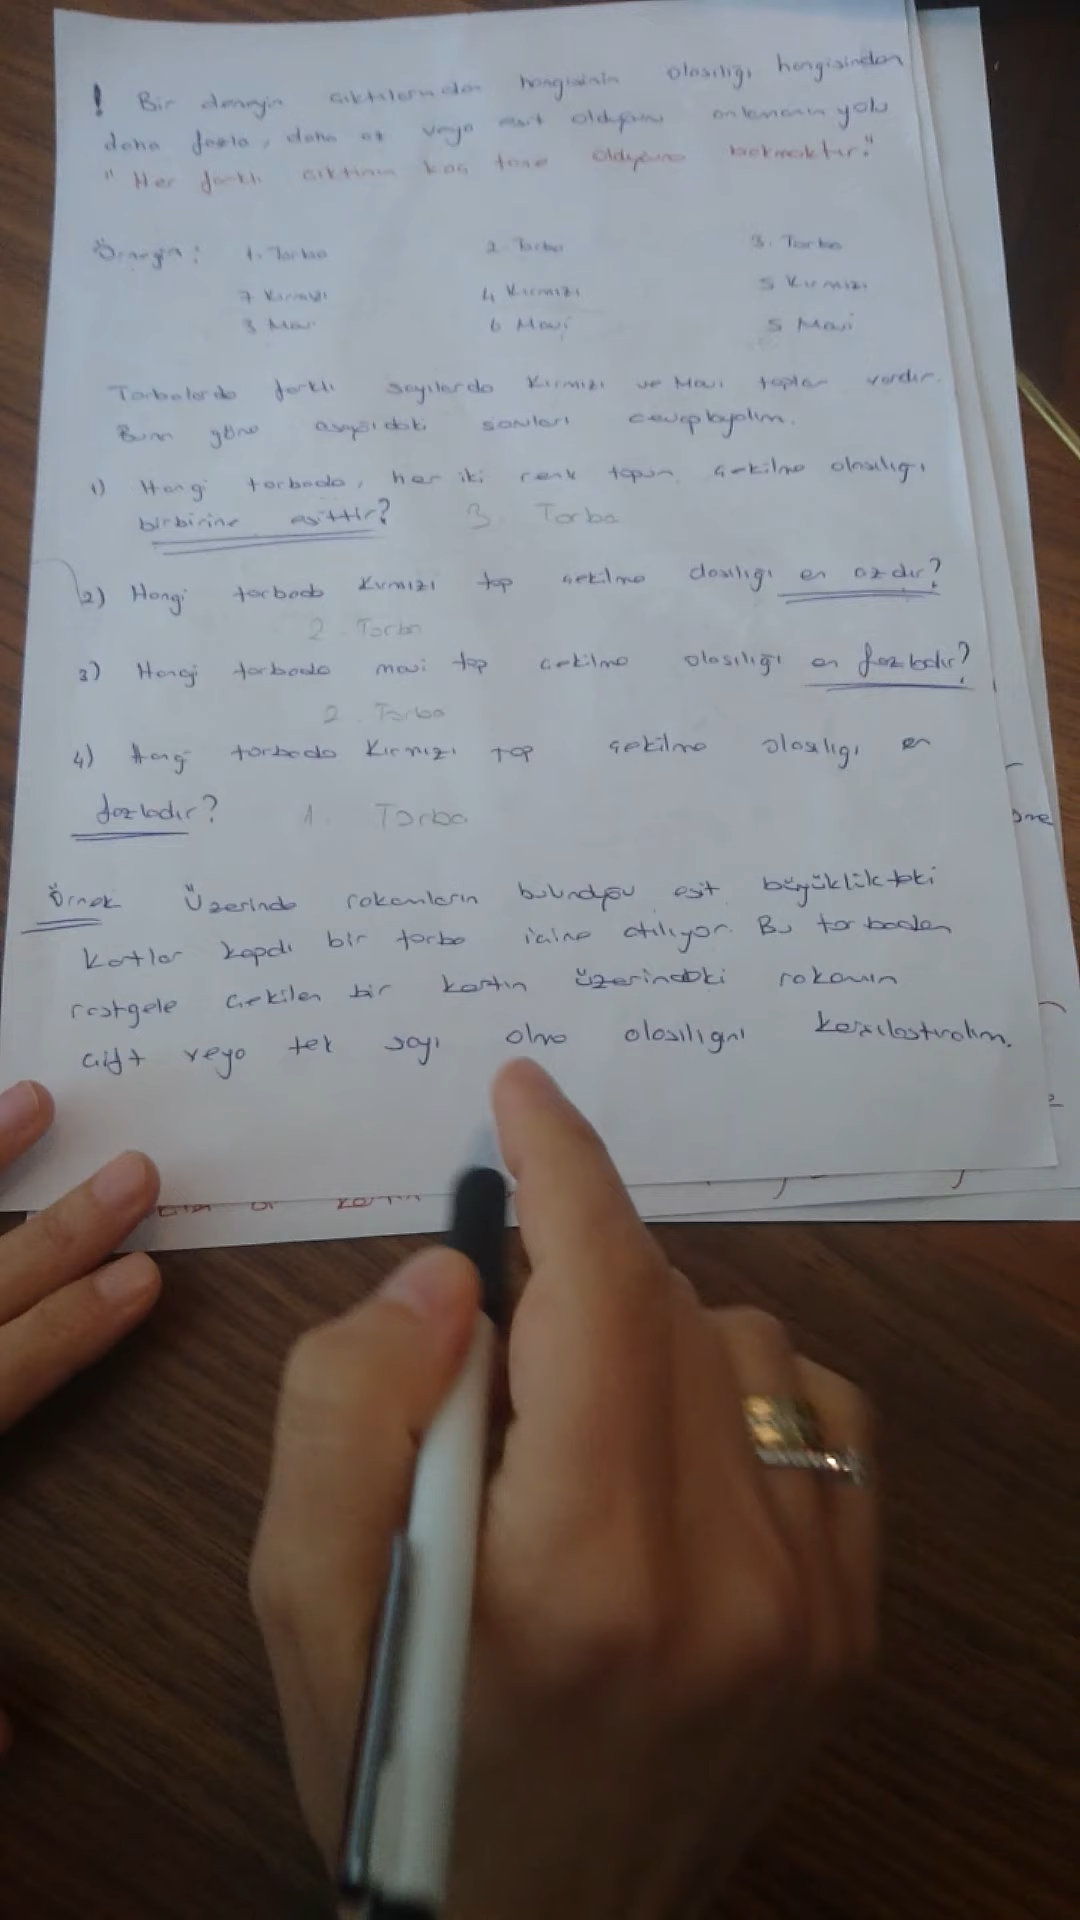 ! Bir deneyin çıktılarından hangisinin olasılığı hangisinden
daha fazla, daha az veya eşit olduğunu anlamanın yolu
"Her farklı çıktının kaç tane olduğuna bakmaktır."
Örneğin: 1. Torba 2. Torba 3. Torba
7 Kırmızı 4 Kırmızı 5 Kırmızı
3 Mavi 6 Mavi 5 Mavi
Torbalarda farklı sayılarda Kırmızı ve Mavi toplar vardır.
Buna göre aşağıdaki soruları cevaplayalım.
1) Hangi torbada, her iki renk topun çekilme olasılığı
birbirine eşittir? 3. Torba
2) Hangi torbada Kırmızı top çekilme olasılığı en azdır?
2. Torba
3) Hangi torbada mavi top çekilme olasılığı en fazladır?
2. Torba
4) Hangi torbada Kırmızı top çekilme olasılığı en
fazladır? 1. Torba
Örnek Üzerinde rakamların bulunduğu eşit büyüklükteki
kartlar kapalı bir torba içine atılıyor. Bu torbadan
rastgele çekilen bir kartın üzerindeki rakamın
çift veya tek sayı olma olasılığını karşılaştıralım.